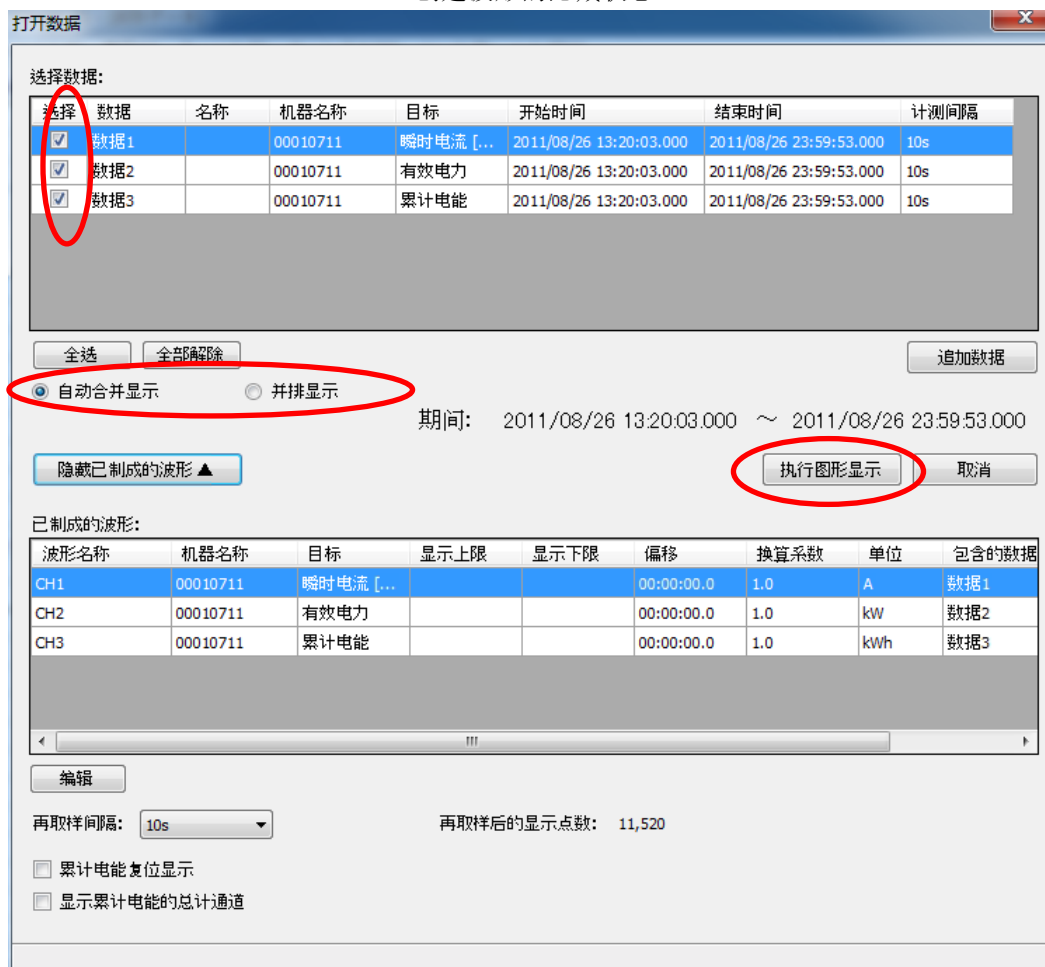 打开数据
选择数据:
选择 数据 名称 机器名称 目标 开始时间 结束时间 计测间隔
数据1 00010711 瞬时电流 [... 2011/08/26 13:20:03.000 2011/08/26 23:59:53.000 10s
数据2 00010711 有效电力 2011/08/26 13:20:03.000 2011/08/26 23:59:53.000 10s
数据3 00010711 累计电能 2011/08/26 13:20:03.000 2011/08/26 23:59:53.000 10s
全选 全部解除 追加数据
自动合并显示 并排显示
期间: 2011/08/26 13:20:03.000 ～ 2011/08/26 23:59:53.000
隐藏已制成的波形▲ 执行图形显示 取消
已制成的波形:
波形名称 机器名称 目标 显示上限 显示下限 偏移 换算系数 单位 包含的数据
CH1 00010711 瞬时电流 [... 00:00:00.0 1.0 A 数据1
CH2 00010711 有效电力 00:00:00.0 1.0 kW 数据2
CH3 00010711 累计电能 00:00:00.0 1.0 kWh 数据3
编辑
再取样间隔: 10s 再取样后的显示点数: 11,520
累计电能复位显示
显示累计电能的总计通道